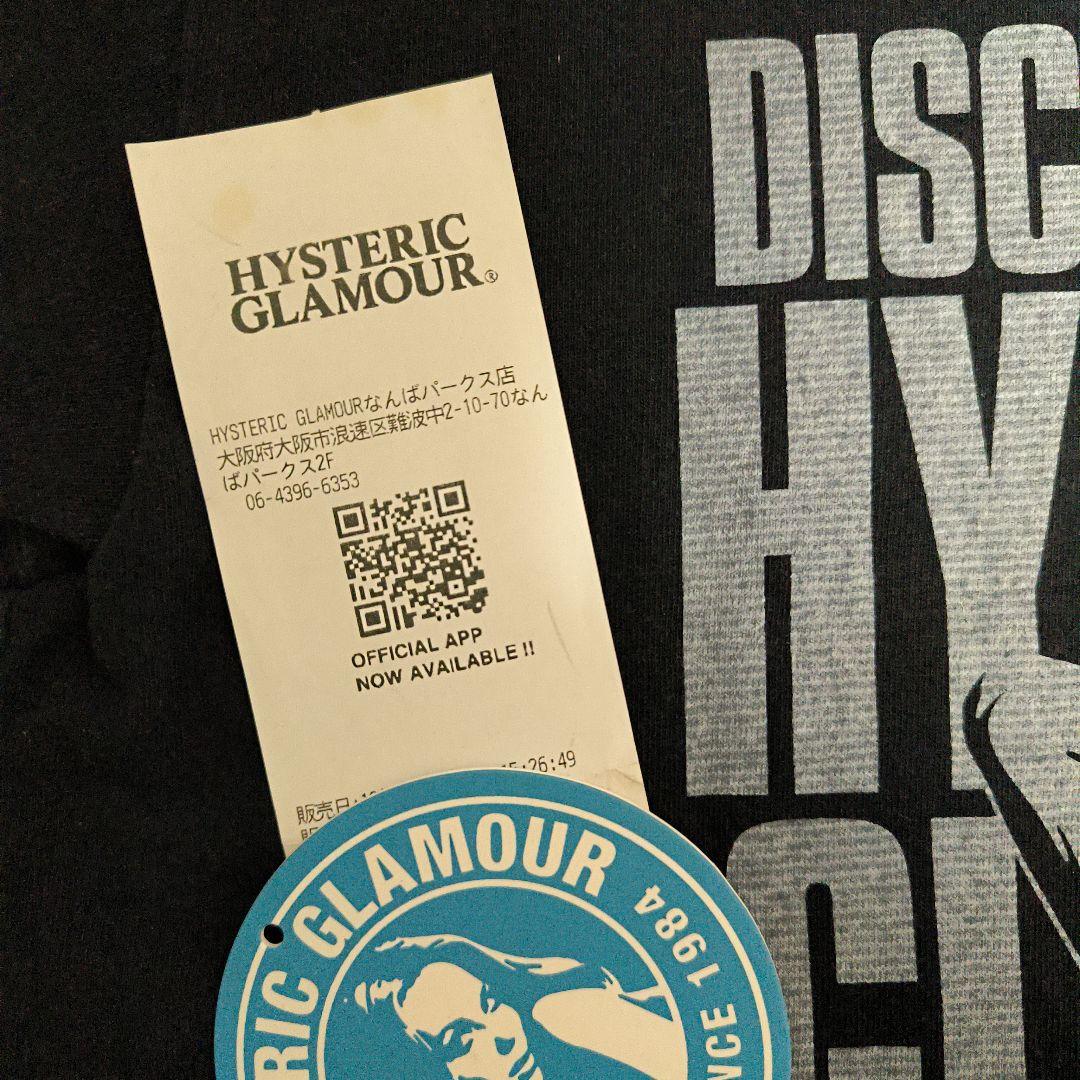 HYSTERIC
GLAMOUR®
HYSTERIC GLAMOURなんばパークス店
大阪府大阪市浪速区難波中2-10-70なん
ばパークス2F
06-4396-6353
OFFICIAL APP
NOW AVAILABLE !!
:26:49
販売日:
GLAMOUR
1984
DISC
HY